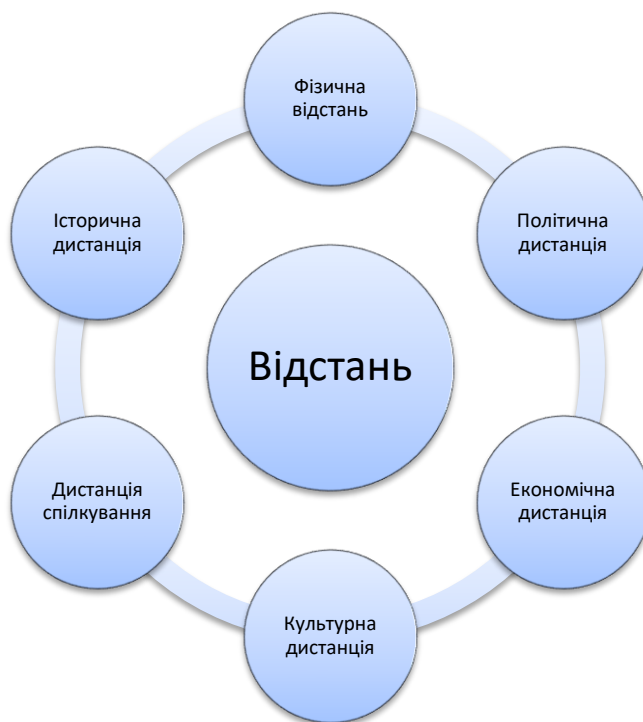 Фізична
відстань
Політична
дистанція
Економічна
дистанція
Культурна
дистанція
Дистанція
спілкування
Історична
дистанція
Відстань